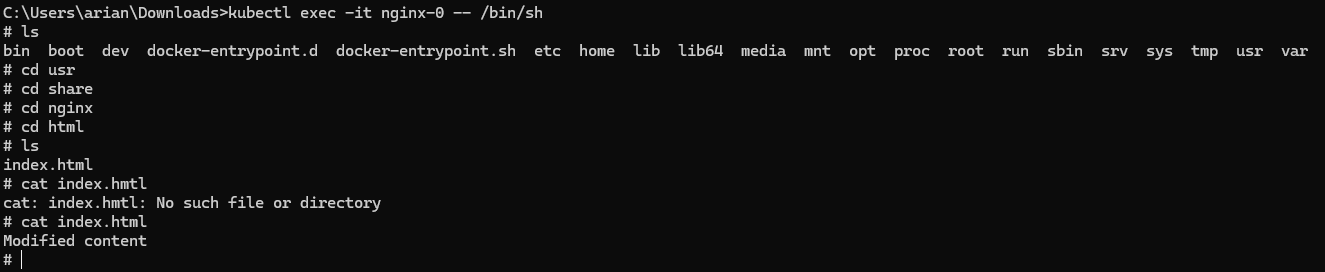 C:\Users\arian\Downloads>kubectl exec -it nginx-0 -- /bin/sh
# ls
bin  boot  dev  docker-entrypoint.d  docker-entrypoint.sh  etc  home  lib  lib64  media  mnt  opt  proc  root  run  sbin  srv  sys  tmp  usr  var
# cd usr
# cd share
# cd nginx
# cd html
# ls
index.html
# cat index.hmtl
cat: index.hmtl: No such file or directory
# cat index.html
Modified content
#